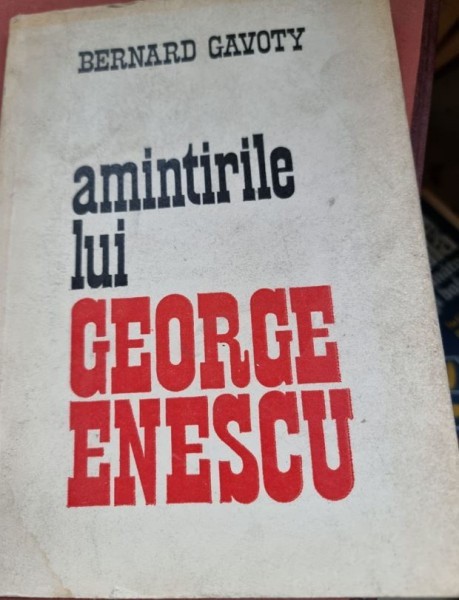 BERNARD GAVOTY
amintirile
lui
GEORGE
ENESCU